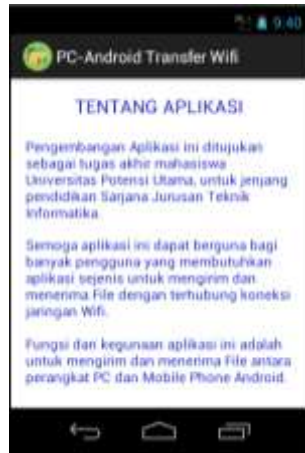 9:40
PC-Android Transfer Wifi
TENTANG APLIKASI
Pengembangan Aplikasi ini ditujukan
sebagai tugas akhir mahasiswa
Universitas Potensi Utama, untuk jenjang
pendidikan Sarjana Jurusan Teknik
Informatika.
Semoga aplikasi ini dapat berguna bagi
banyak pengguna yang membutuhkan
aplikasi sejenis untuk mengirim dan
menerima File dengan terhubung koneksi
jaringan Wifi.
Fungsi dan kegunaan aplikasi ini adalah
untuk mengirim dan menerima File antara
perangkat PC dan Mobile Phone Android.